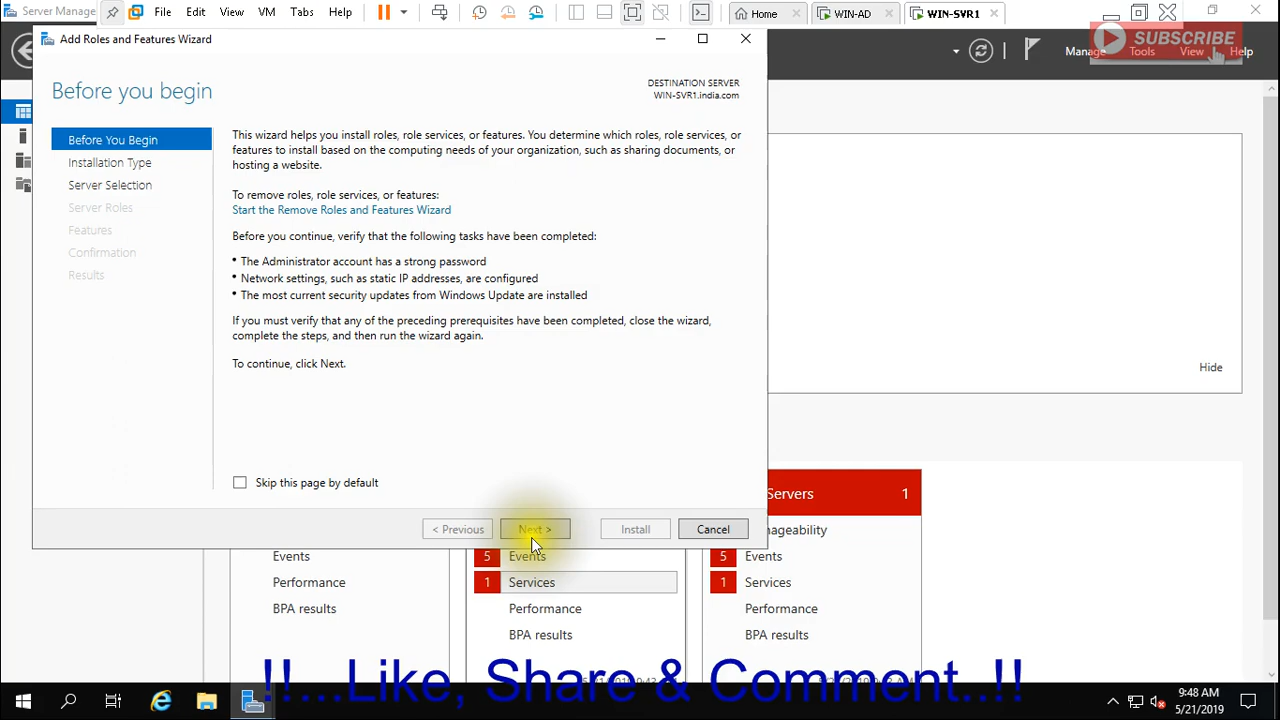 Server Manage File Edit View VM Tabs Help Home WIN-AD WIN-SVR1
SUBSCRIBE
Manage Tools View Help
Add Roles and Features Wizard
Before you begin
DESTINATION SERVER
WIN-SVR1.india.com
Before You Begin
Installation Type
Server Selection
Server Roles
Features
Confirmation
Results
This wizard helps you install roles, role services, or features. You determine which roles, role services, or
features to install based on the computing needs of your organization, such as sharing documents, or
hosting a website.
To remove roles, role services, or features:
Start the Remove Roles and Features Wizard
Before you continue, verify that the following tasks have been completed:
• The Administrator account has a strong password
• Network settings, such as static IP addresses, are configured
• The most current security updates from Windows Update are installed
If you must verify that any of the preceding prerequisites have been completed, close the wizard,
complete the steps, and then run the wizard again.
To continue, click Next.
Skip this page by default
< Previous Next > Install Cancel
Hide
Servers 1
nageability
Events 5 Events 5 Events
Performance 1 Services 1 Services
BPA results Performance Performance
BPA results BPA results
!!...Like, Share & Comment..!!
9:48 AM
5/21/2019